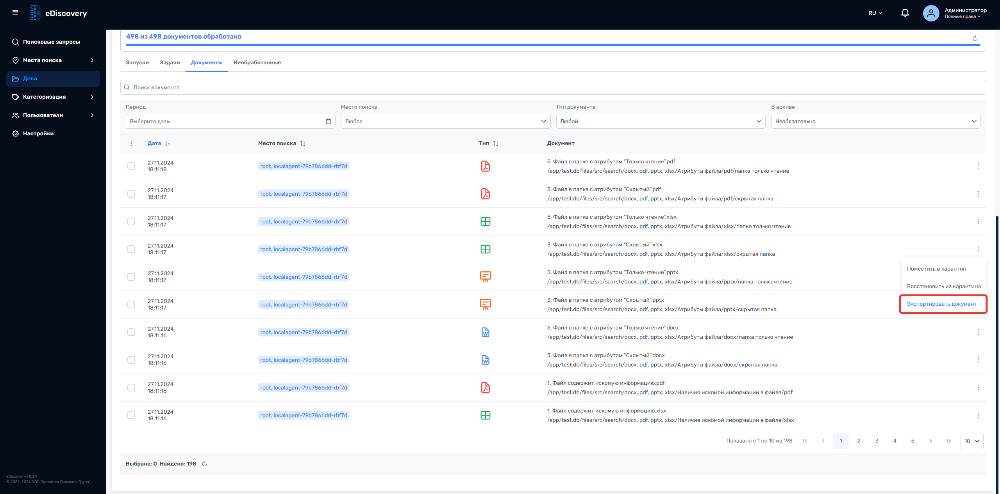 eDiscovery
RU
Администратор
Полные права
Поисковые запросы
Места поиска
Дела
Категоризация
Пользователи
Настройки
498 из 498 документов обработано
Запуски Задачи Документы Необработанные
Поиск документа
Период Место поиска Тип документа В архиве
Выберите даты Любое Любой Необязательно
Дата Место поиска Тип Документ
27.11.2024
18:11:18
root, localagent-79b7866dd-rbf7d
5. Файл в папке с атрибутом “Только чтение”.pdf
/app/test.db/files/src/search/docx, pdf, pptx, xlsx/Атрибуты файла/pdf/папка только чтение
27.11.2024
18:11:17
root, localagent-79b7866dd-rbf7d
3. Файл в папке с атрибутом “Скрытый”.pdf
/app/test.db/files/src/search/docx, pdf, pptx, xlsx/Атрибуты файла/pdf/скрытая папка
27.11.2024
18:11:17
root, localagent-79b7866dd-rbf7d
5. Файл в папке с атрибутом “Только чтение”.xlsx
/app/test.db/files/src/search/docx, pdf, pptx, xlsx/Атрибуты файла/xlsx/папка только чтение
27.11.2024
18:11:17
root, localagent-79b7866dd-rbf7d
3. Файл в папке с атрибутом “Скрытый”.xlsx
/app/test.db/files/src/search/docx, pdf, pptx, xlsx/Атрибуты файла/xlsx/скрытая папка
27.11.2024
18:11:17
root, localagent-79b7866dd-rbf7d
5. Файл в папке с атрибутом “Только чтение”.pptx
/app/test.db/files/src/search/docx, pdf, pptx, xlsx/Атрибуты файла/pptx/папка только чтение
27.11.2024
18:11:17
root, localagent-79b7866dd-rbf7d
3. Файл в папке с атрибутом “Скрытый”.pptx
/app/test.db/files/src/search/docx, pdf, pptx, xlsx/Атрибуты файла/pptx/скрытая папка
Поместить в карантин
Восстановить из карантина
Экспортировать документ
27.11.2024
18:11:16
root, localagent-79b7866dd-rbf7d
5. Файл в папке с атрибутом “Только чтение”.docx
/app/test.db/files/src/search/docx, pdf, pptx, xlsx/Атрибуты файла/docx/папка только чтение
27.11.2024
18:11:16
root, localagent-79b7866dd-rbf7d
3. Файл в папке с атрибутом “Скрытый”.docx
/app/test.db/files/src/search/docx, pdf, pptx, xlsx/Атрибуты файла/docx/скрытая папка
27.11.2024
18:11:16
root, localagent-79b7866dd-rbf7d
1. Файл содержит искомую информацию.pdf
/app/test.db/files/src/search/docx, pdf, pptx, xlsx/Наличие искомой информации в файле/pdf
27.11.2024
18:11:16
root, localagent-79b7866dd-rbf7d
1. Файл содержит искомую информацию.xlsx
/app/test.db/files/src/search/docx, pdf, pptx, xlsx/Наличие искомой информации в файле/xlsx
Показано с 1 по 10 из 198 1 2 3 4 5 10
Выбрано: 0 Найдено: 198
eDiscovery v0.2.1
© 2022-2024 ООО "Кросстех Солюшнс Групп"